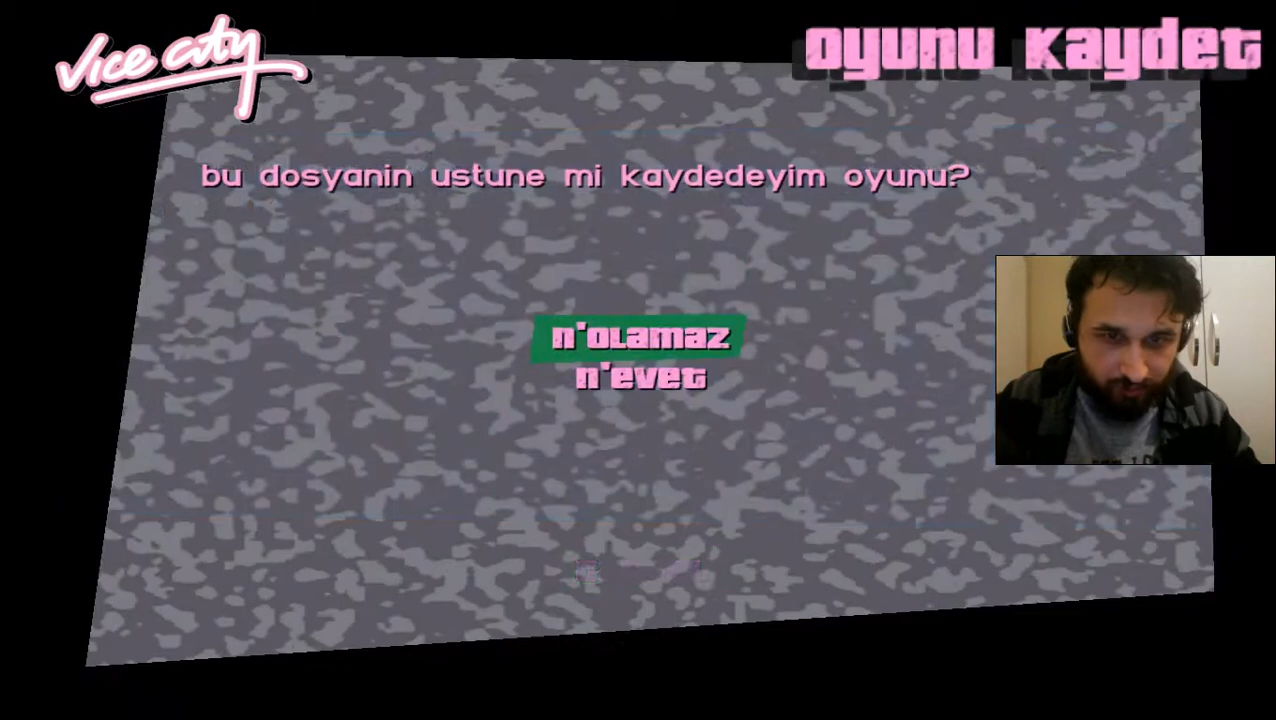 vice city
oyunu kaydet
bu dosyanin ustune mi kaydedeyim oyunu?
n'olamaz
n'evet